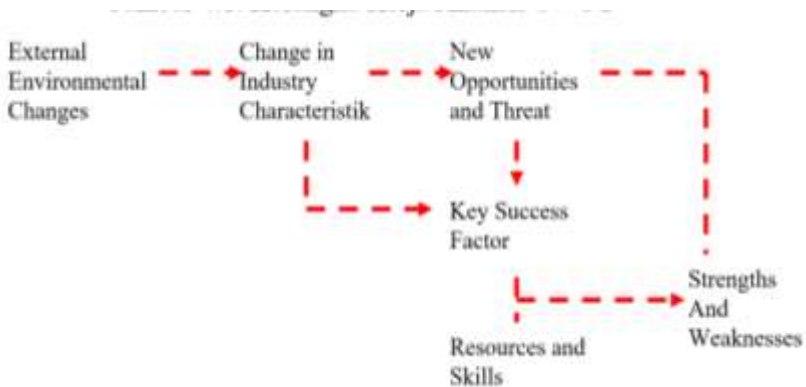 External
Environmental
Changes
Change in
Industry
Characteristik
New
Opportunities
and Threat
Key Success
Factor
Strengths
And
Weaknesses
Resources and
Skills